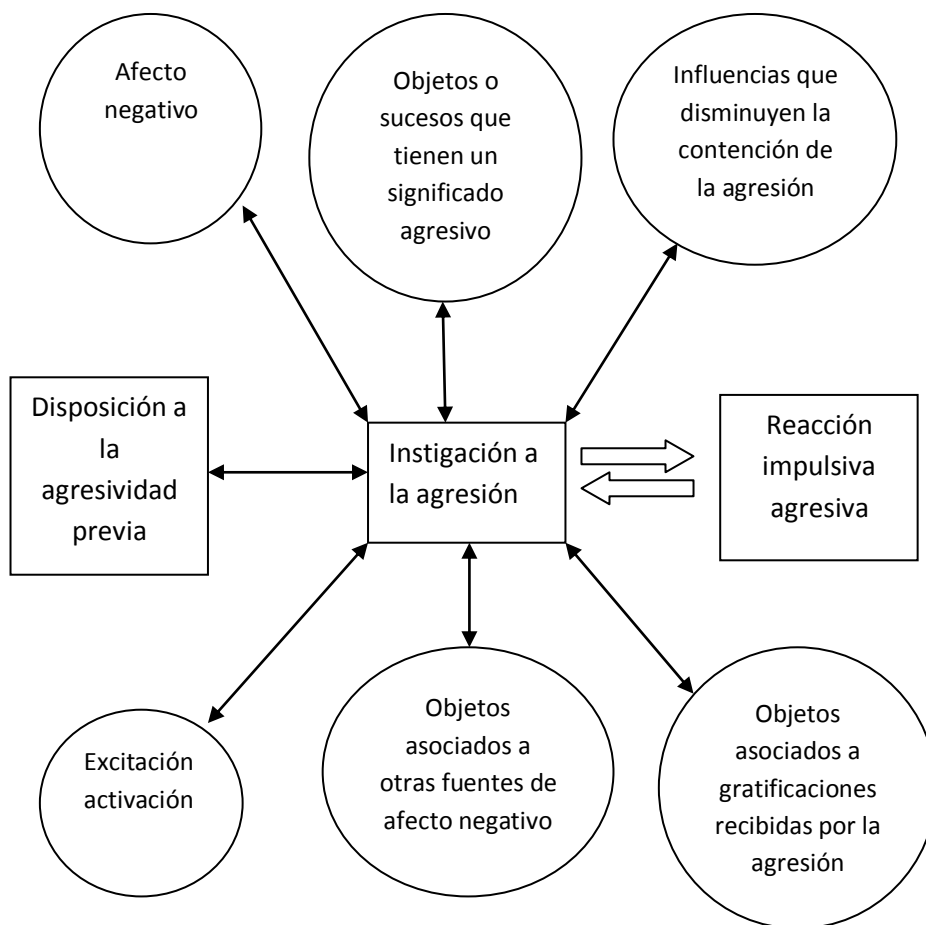 Afecto
negativo
Objetos o
sucesos que
tienen un
significado
agresivo
Influencias que
disminuyen la
contención de
la agresión
Disposición a
la
agresividad
previa
Instigación a
la agresión
Reacción
impulsiva
agresiva
Excitación
activación
Objetos
asociados a
otras fuentes de
afecto negativo
Objetos
asociados a
gratificaciones
recibidas por la
agresión